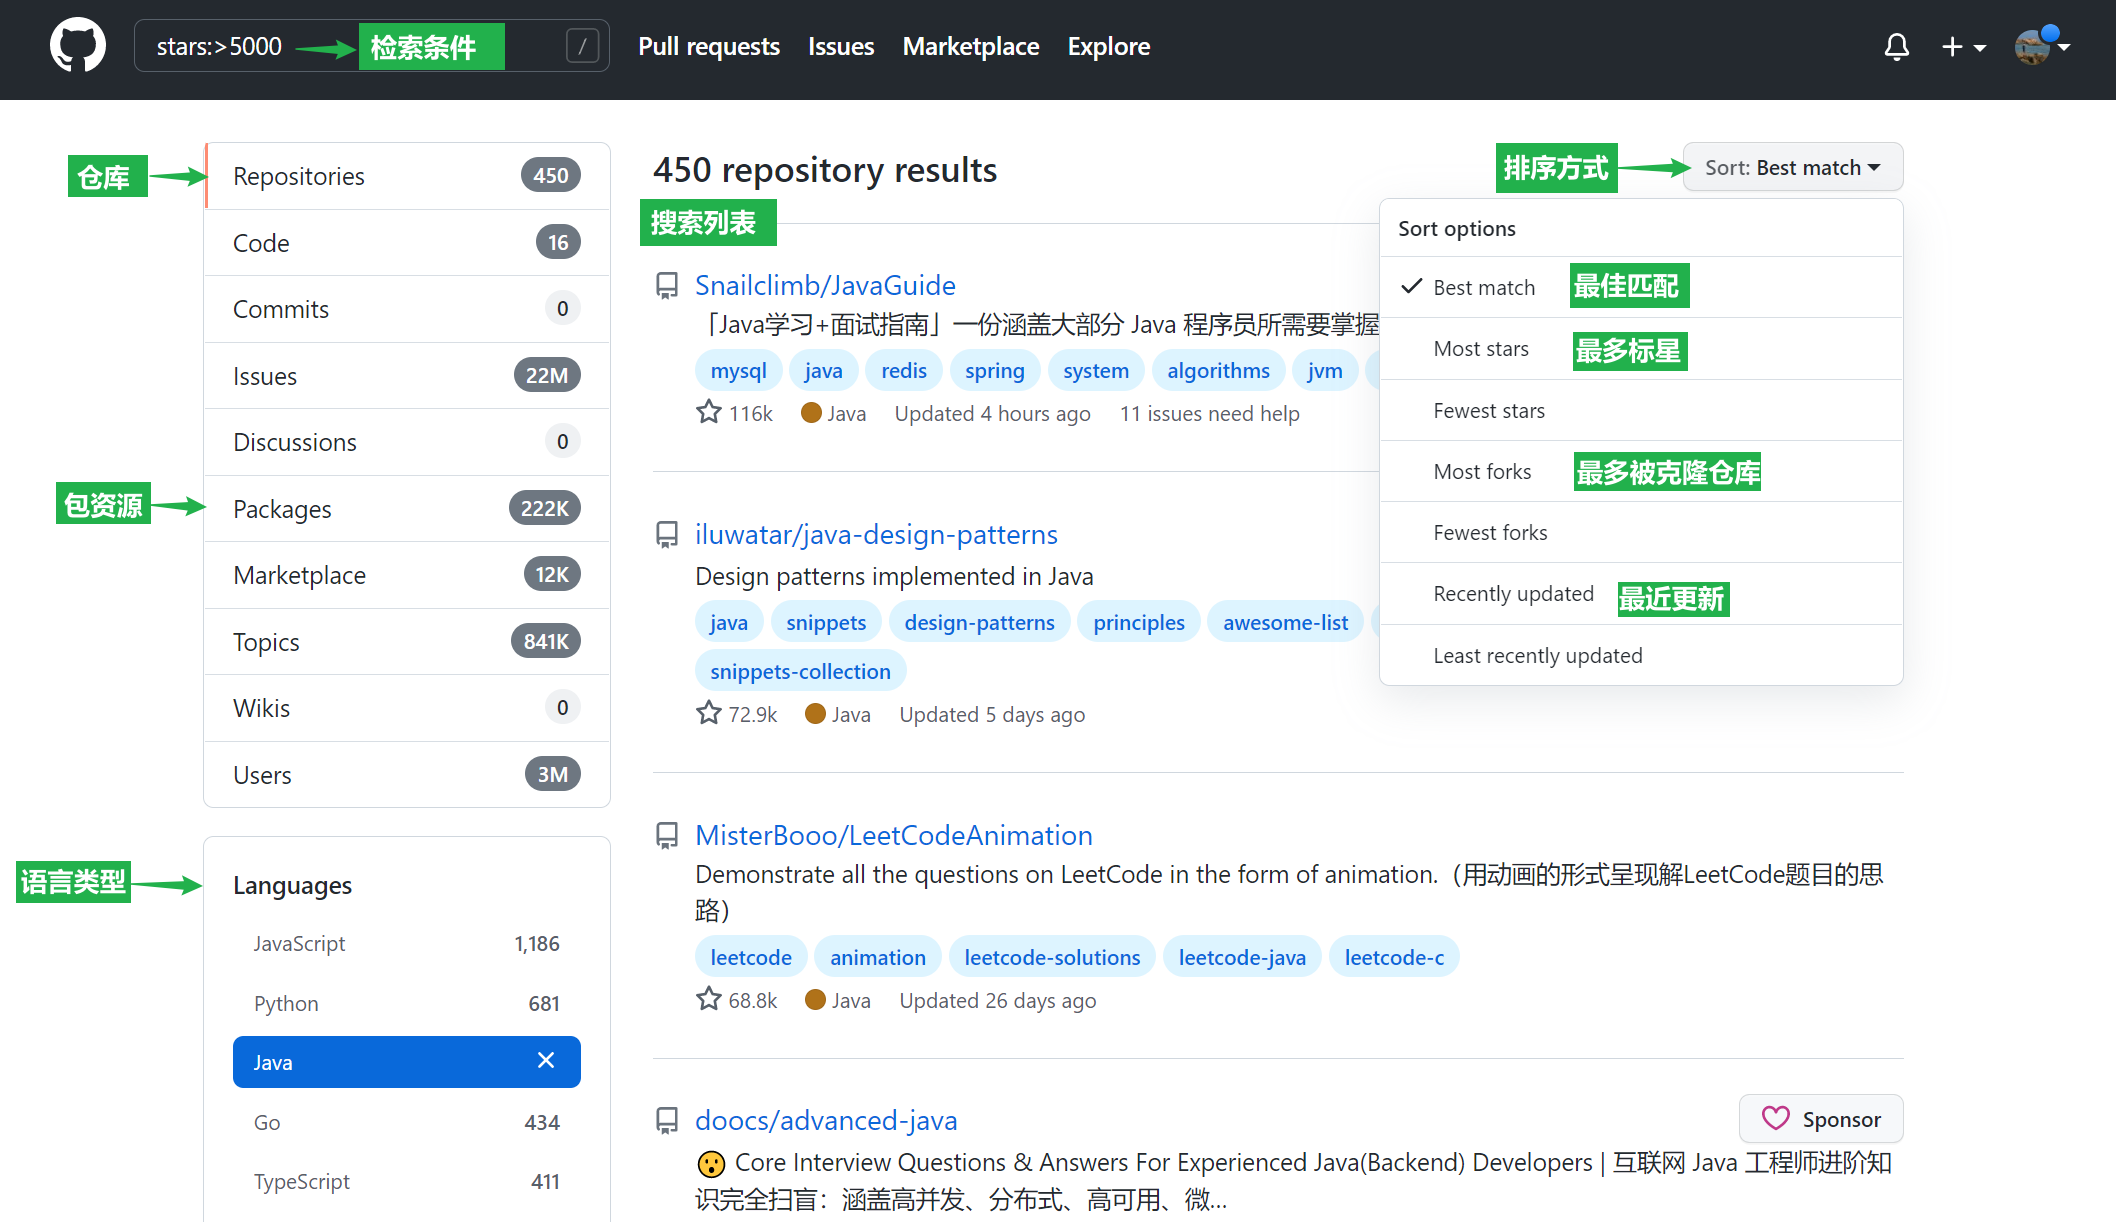 stars:>5000 检索条件 / Pull requests Issues Marketplace Explore
仓库
Repositories 450
Code 16
Commits 0
Issues 22M
Discussions 0
包资源
Packages 222K
Marketplace 12K
Topics 841K
Wikis 0
Users 3M
语言类型
Languages
JavaScript 1,186
Python 681
Java
Go 434
TypeScript 411
450 repository results
搜索列表
排序方式
Sort: Best match
Sort options
Best match 最佳匹配
Most stars 最多标星
Fewest stars
Most forks 最多被克隆仓库
Fewest forks
Recently updated 最近更新
Least recently updated
Snailclimb/JavaGuide
「Java学习+面试指南」一份涵盖大部分 Java 程序员所需要掌握
mysql java redis spring system algorithms jvm
116k Java Updated 4 hours ago 11 issues need help
iluwatar/java-design-patterns
Design patterns implemented in Java
java snippets design-patterns principles awesome-list
snippets-collection
72.9k Java Updated 5 days ago
MisterBooo/LeetCodeAnimation
Demonstrate all the questions on LeetCode in the form of animation.（用动画的形式呈现解LeetCode题目的思
路）
leetcode animation leetcode-solutions leetcode-java leetcode-c
68.8k Java Updated 26 days ago
doocs/advanced-java
Sponsor
😮 Core Interview Questions & Answers For Experienced Java(Backend) Developers | 互联网 Java 工程师进阶知
识完全扫盲：涵盖高并发、分布式、高可用、微...